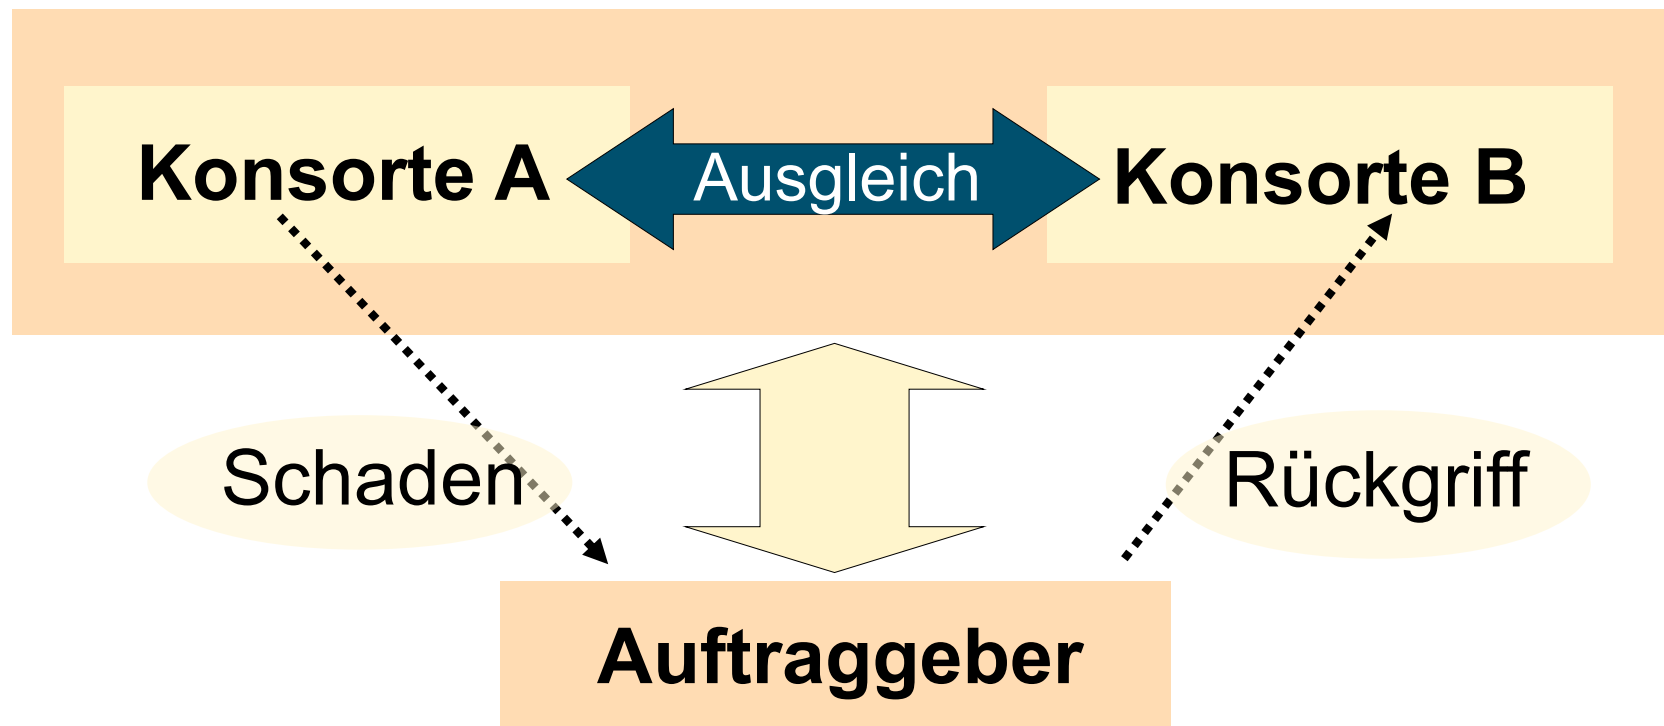 Konsorte A
Ausgleich
Konsorte B
Schaden
Rückgriff
Auftraggeber